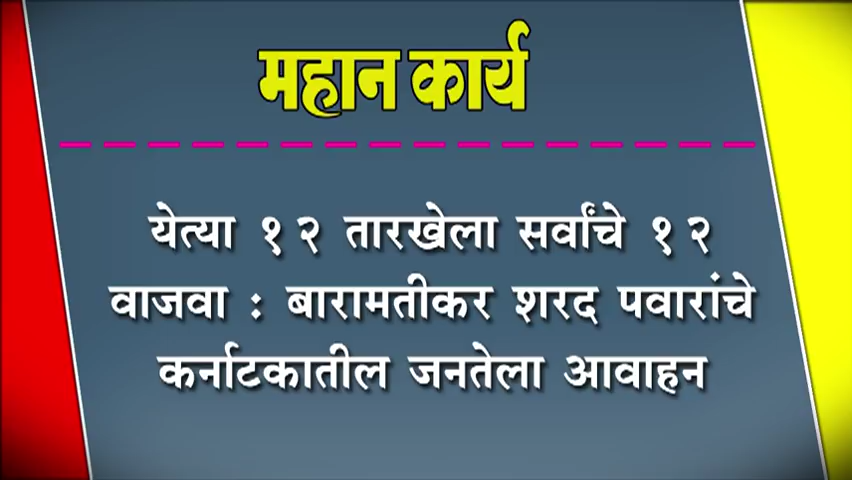 महान कार्य
येत्या १२ तारखेला सर्वांचे १२
वाजवा : बारामतीकर शरद पवारांचे
कर्नाटकातील जनतेला आवाहन